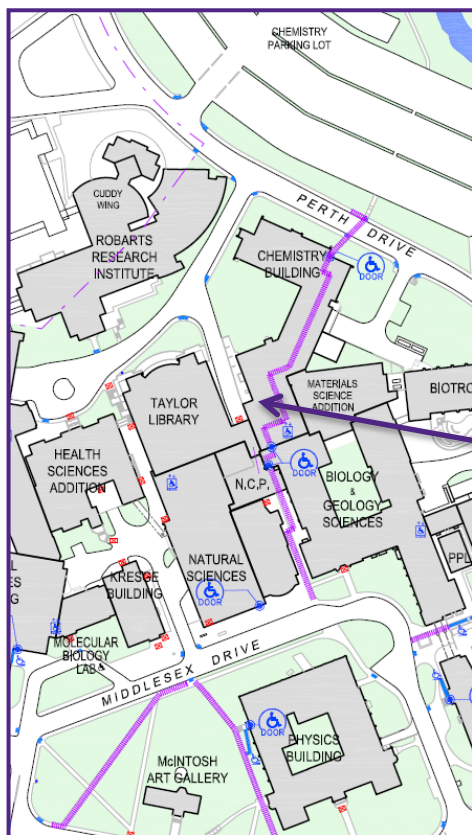 CHEMISTRY
PARKING LOT
CUDDY
WING
ROBARTS
RESEARCH
INSTITUTE
PERTH DRIVE
CHEMISTRY
BUILDING
DOOR
TAYLOR
LIBRARY
MATERIALS
SCIENCE
ADDITION
BIOTRO
HEALTH
SCIENCES
ADDITION
DOOR
N.C.P.
BIOLOGY
&
GEOLOGY
SCIENCES
NATURAL
SCIENCES
KRESGE
BUILDING
DOOR
PPL
MOLECULAR
BIOLOGY
LAB
MIDDLESEX DRIVE
DOOR
PHYSICS
BUILDING
McINTOSH
ART GALLERY